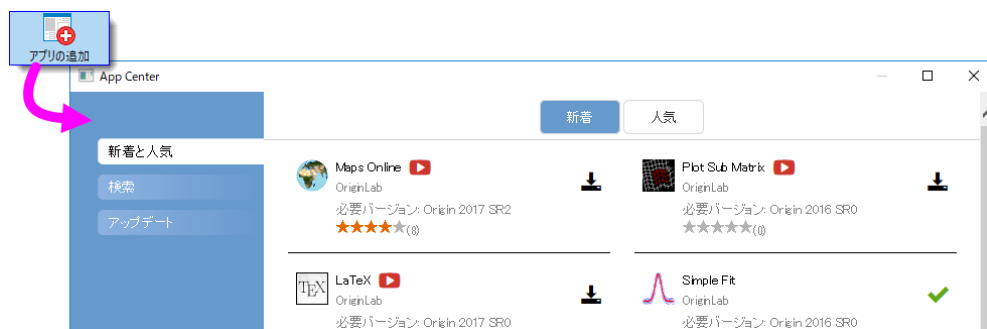 アプリの追加
App Center
新着
人気
新着と人気
検索
アップデート
Maps Online
OriginLab
必要バージョン: Origin 2017 SR2
(8)
Plot Sub Matrix
OriginLab
必要バージョン: Origin 2016 SR0
(0)
TEX
LaTeX
OriginLab
必要バージョン: Origin 2017 SR0
Simple Fit
OriginLab
必要バージョン: Origin 2016 SR0